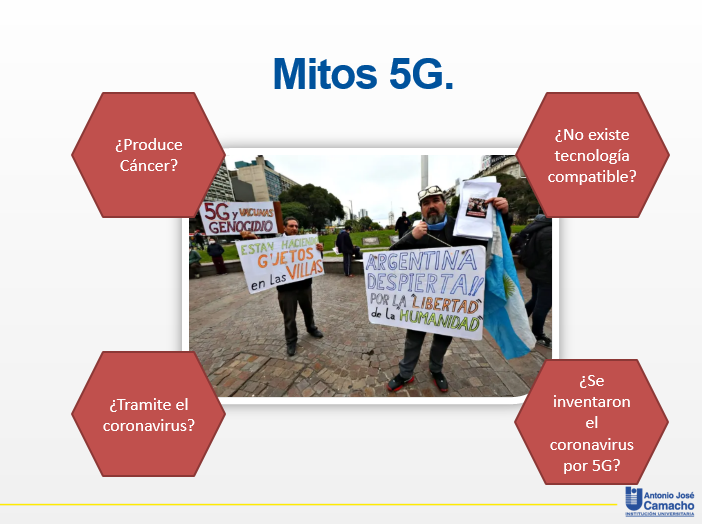 Mitos 5G.
¿Produce
Cáncer?
¿No existe
tecnología
compatible?
5G y VACUNAS
GENOCIDIO
ESTAN HACIENDO
GUETOS
en Las VILLAS
ARGENTINA
DESPIERTA!!
POR LA "LIBERTAD"
de la "HUMANIDAD"
¿Tramite el
coronavirus?
¿Se
inventaron
el
coronavirus
por 5G?
Antonio José
Camacho
INSTITUCIÓN UNIVERSITARIA